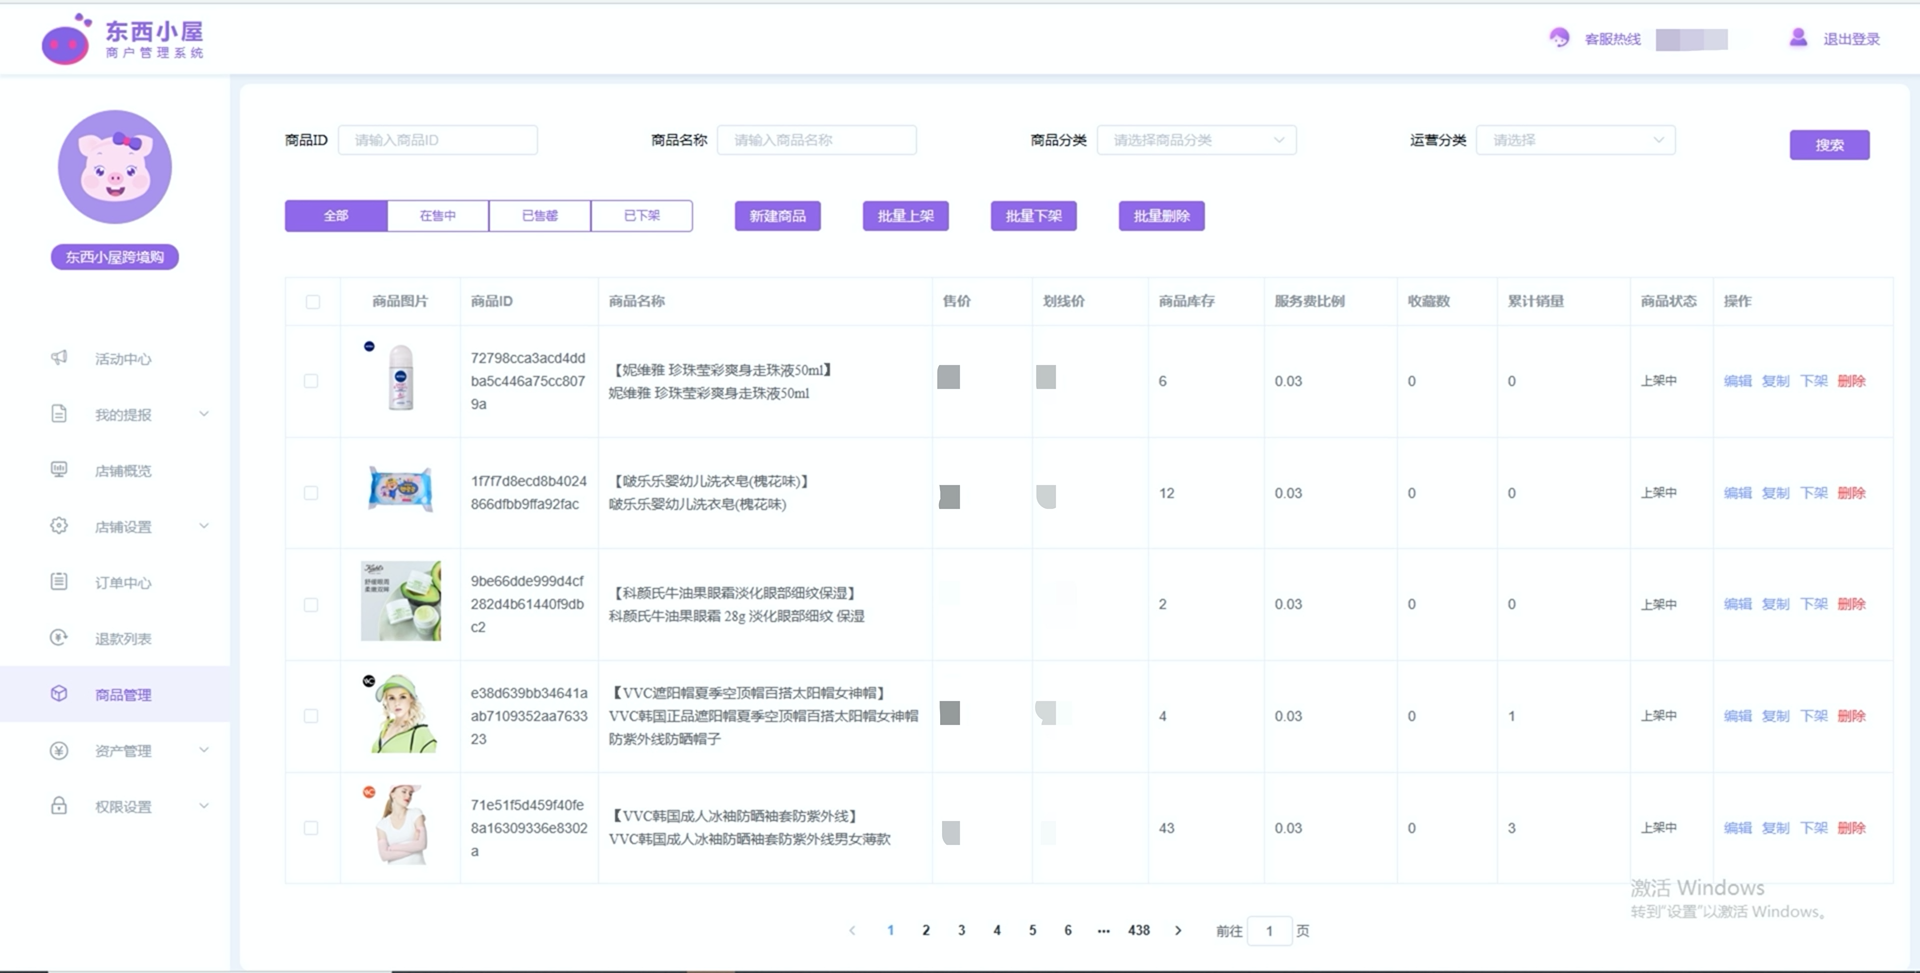 东西小屋
商户管理系统
客服热线
退出登录
东西小屋跨境购
活动中心
我的提报
店铺概览
店铺设置
订单中心
退款列表
商品管理
资产管理
权限设置
商品ID 请输入商品ID 商品名称 请输入商品名称 商品分类 请选择商品分类 运营分类 请选择 搜索
全部 在售中 已售罄 已下架 新建商品 批量上架 批量下架 批量删除
商品图片 商品ID 商品名称 售价 划线价 商品库存 服务费比例 收藏数 累计销量 商品状态 操作
72798cca3acd4dd
ba5c446a75cc807
9a
【妮维雅 珍珠莹彩爽身走珠液50ml】
妮维雅 珍珠莹彩爽身走珠液50ml
6 0.03 0 0 上架中 编辑 复制 下架 删除
1f7f7d8ecd8b4024
866dfbb9ffa92fac
【啵乐乐婴幼儿洗衣皂(槐花味)】
啵乐乐婴幼儿洗衣皂(槐花味)
12 0.03 0 0 上架中 编辑 复制 下架 删除
Kiehl's
9be66dde999d4cf
282d4b61440f9db
c2
【科颜氏牛油果眼霜淡化眼部细纹保湿】
科颜氏牛油果眼霜 28g 淡化眼部细纹 保湿
2 0.03 0 0 上架中 编辑 复制 下架 删除
e38d639bb34641a
ab7109352aa7633
23
【VVC遮阳帽夏季空顶帽百搭太阳帽女神帽】
VVC韩国正品遮阳帽夏季空顶帽百搭太阳帽女神帽
防紫外线防晒帽子
4 0.03 0 1 上架中 编辑 复制 下架 删除
71e51f5d459f40fe
8a16309336e8302
a
【VVC韩国成人冰袖防晒袖套防紫外线】
VVC韩国成人冰袖防晒袖套防紫外线男女薄款
43 0.03 0 3 上架中 编辑 复制 下架 删除
激活 Windows
转到"设置"以激活 Windows。
1 2 3 4 5 6 ••• 438 前往 1 页